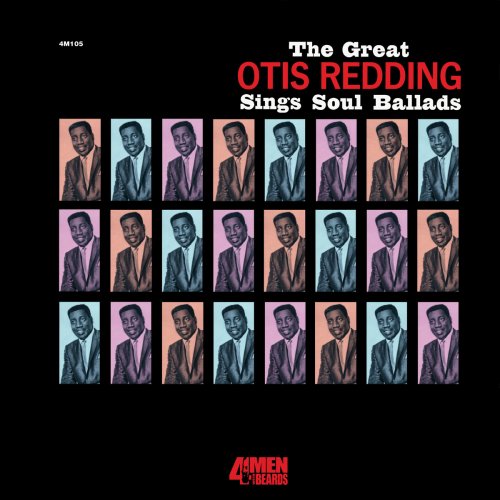 4M105
The Great
OTIS REDDING
Sings Soul Ballads
4 MEN
WITH BEARDS